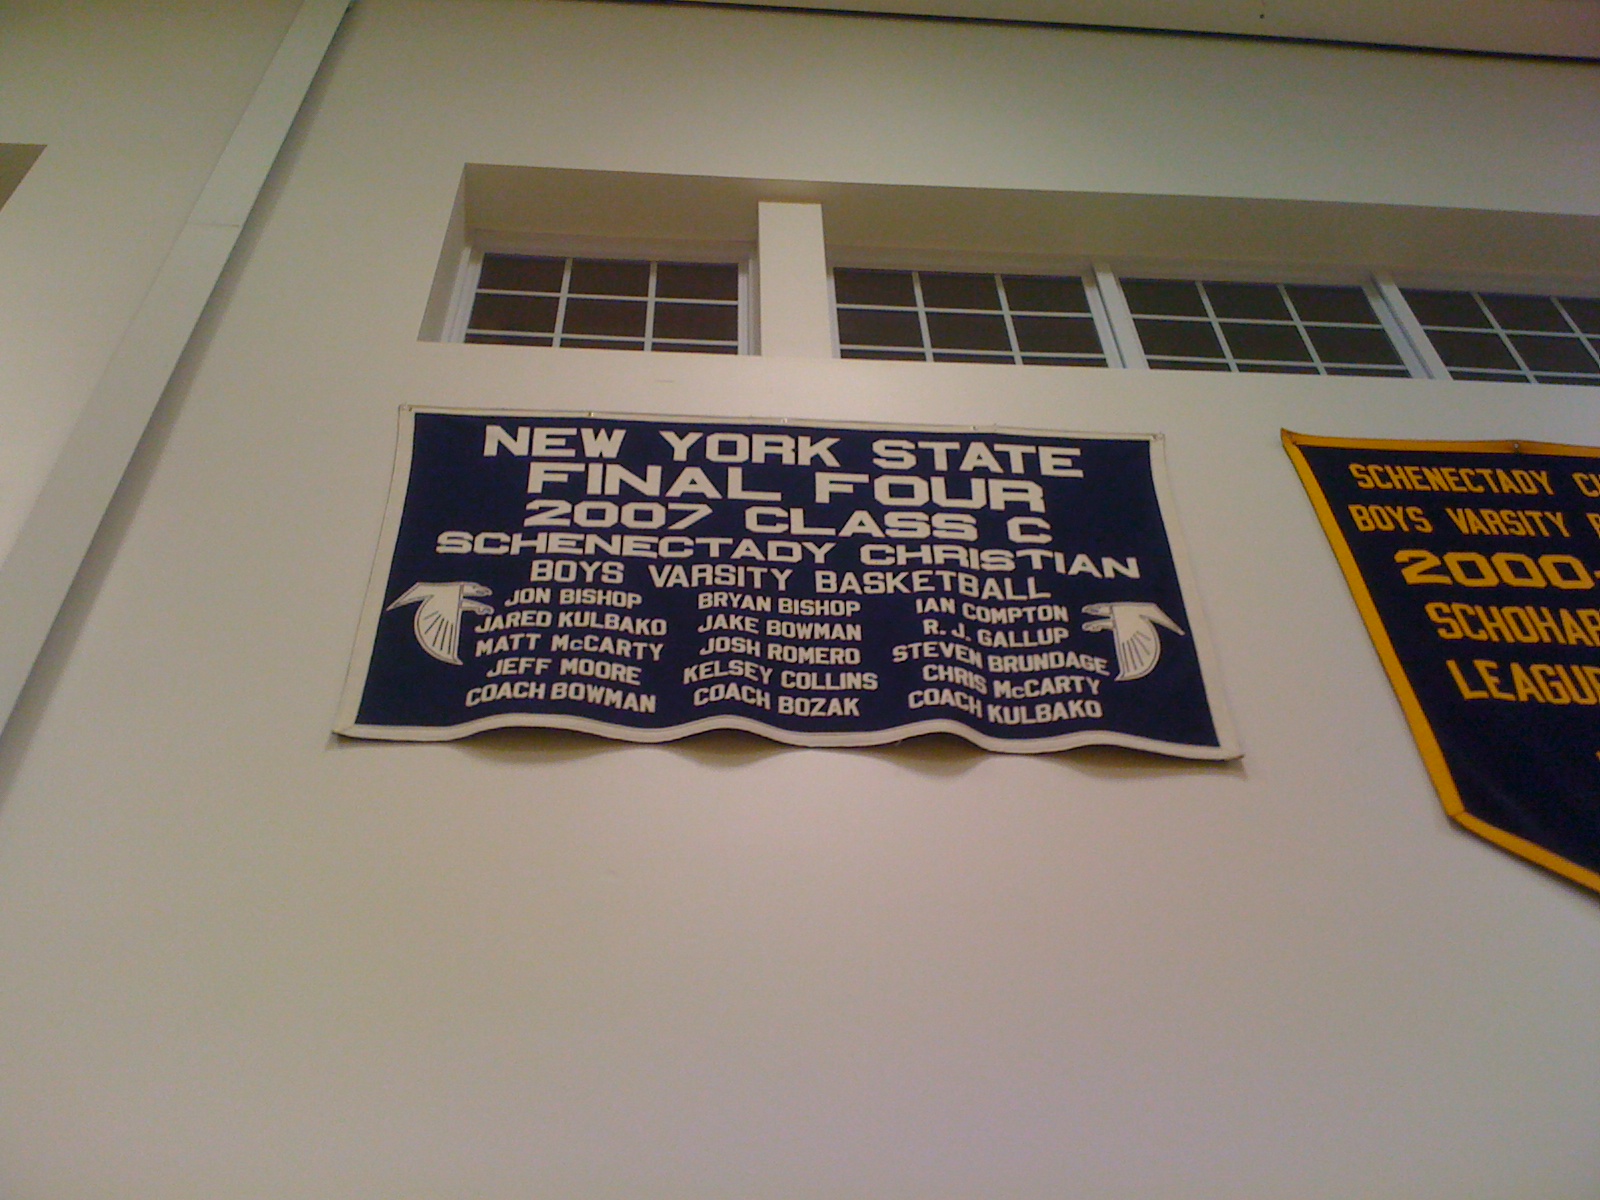 NEW YORK STATE
FINAL FOUR
2007 CLASS C
SCHENECTADY CHRISTIAN
BOYS VARSITY BASKETBALL
JON BISHOP BRYAN BISHOP IAN COMPTON
JARED KULBAKO JAKE BOWMAN R. J. GALLUP
MATT McCARTY JOSH ROMERO STEVEN BRUNDAGE
JEFF MOORE KELSEY COLLINS CHRIS McCARTY
COACH BOWMAN COACH BOZAK COACH KULBAKO
SCHENECTADY
BOYS VARSITY
2000-